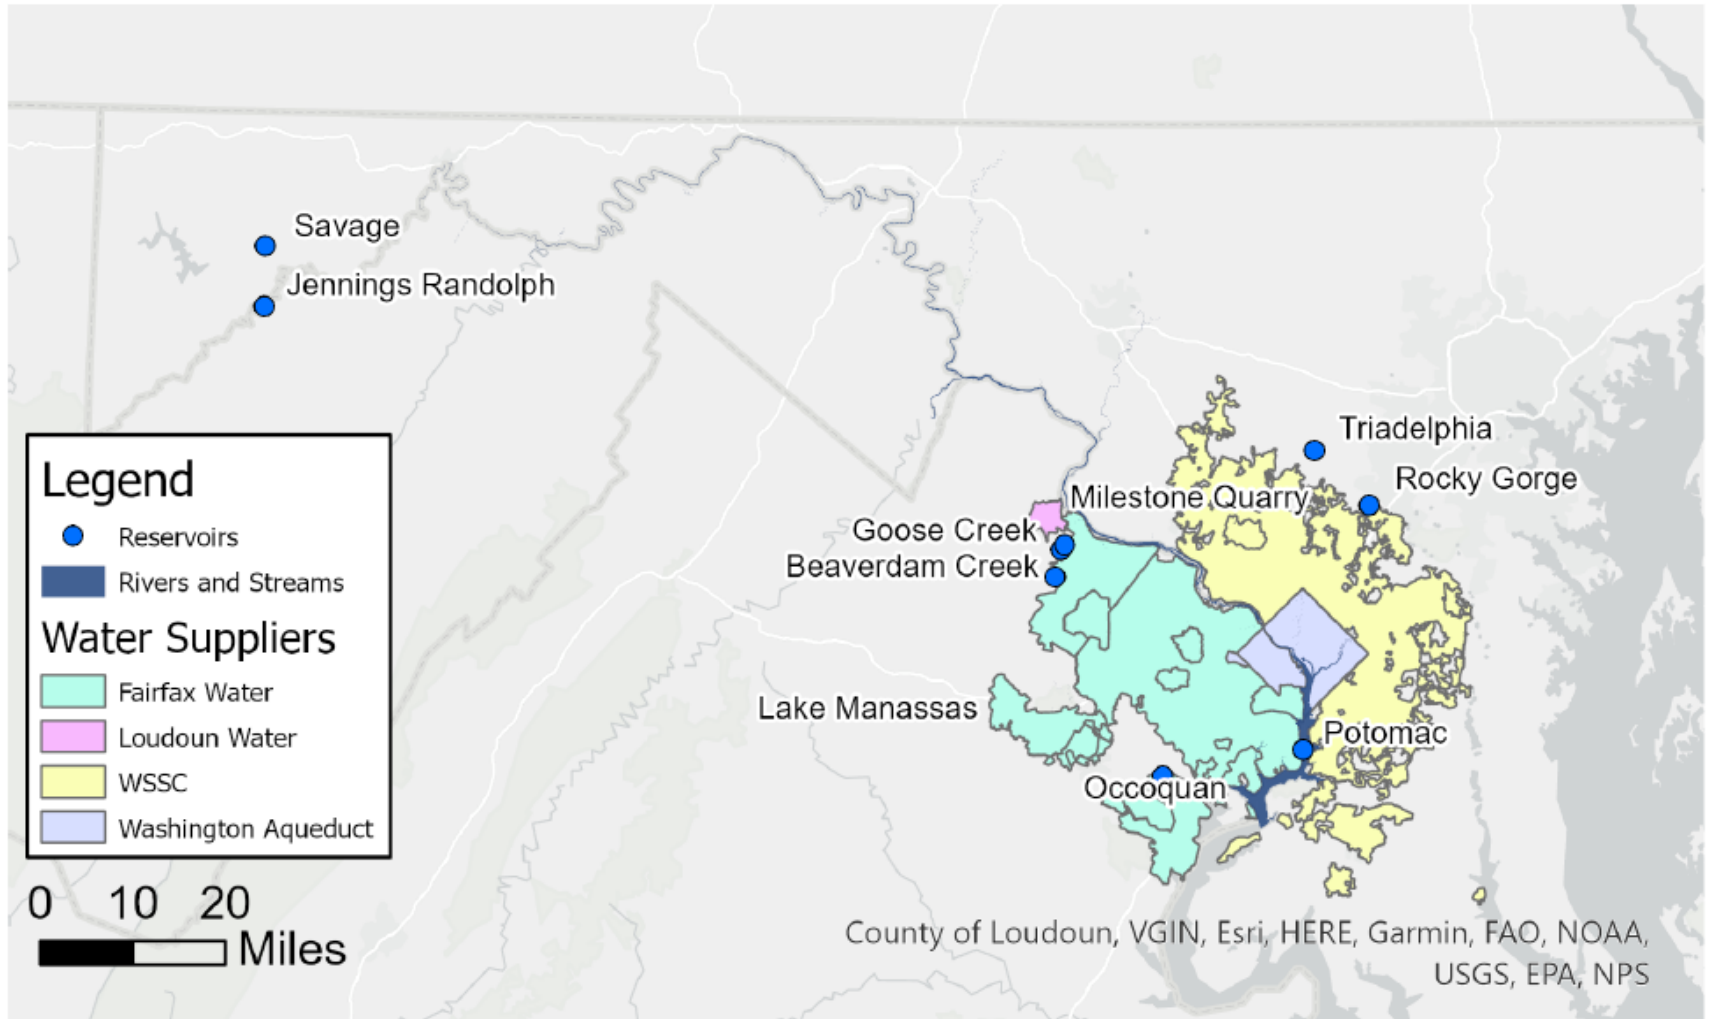 Savage
Jennings Randolph
Triadelphia
Rocky Gorge
Milestone Quarry
Goose Creek
Beaverdam Creek
Lake Manassas
Potomac
Occoquan
Legend
Reservoirs
Rivers and Streams
Water Suppliers
Fairfax Water
Loudoun Water
WSSC
Washington Aqueduct
0 10 20
Miles
County of Loudoun, VGIN, Esri, HERE, Garmin, FAO, NOAA,
USGS, EPA, NPS